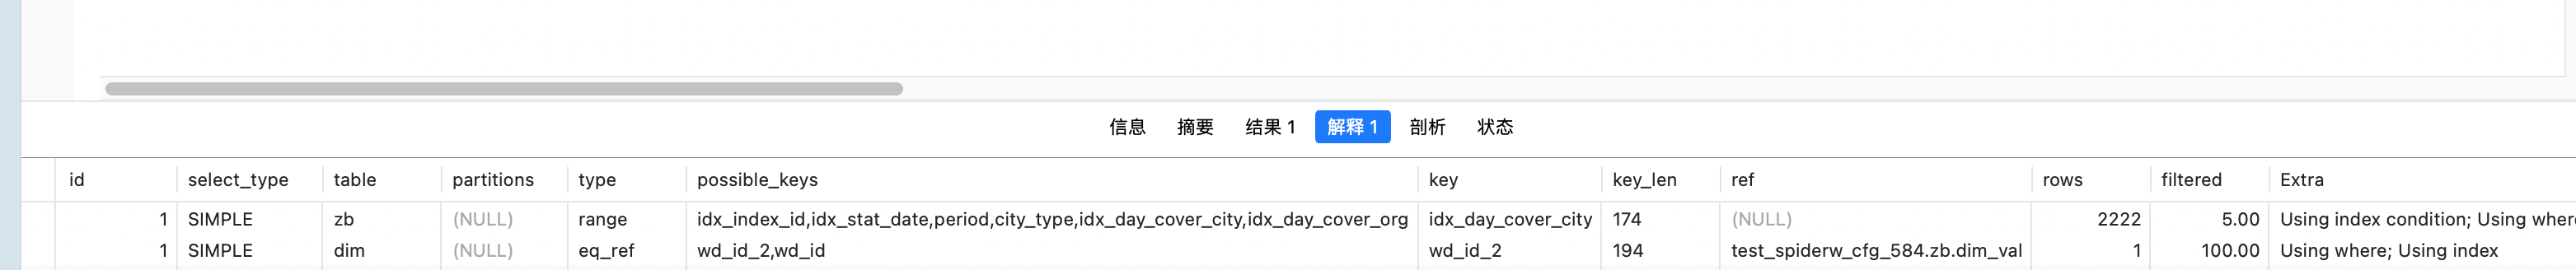 信息 摘要 结果 1 解释 1 剖析 状态
id select_type table partitions type possible_keys key key_len ref rows filtered Extra
1 SIMPLE zb (NULL) range idx_index_id,idx_stat_date,period,city_type,idx_day_cover_city,idx_day_cover_org idx_day_cover_city 174 (NULL) 2222 5.00 Using index condition; Using wher
1 SIMPLE dim (NULL) eq_ref wd_id_2,wd_id wd_id_2 194 test_spiderw_cfg_584.zb.dim_val 1 100.00 Using where; Using index